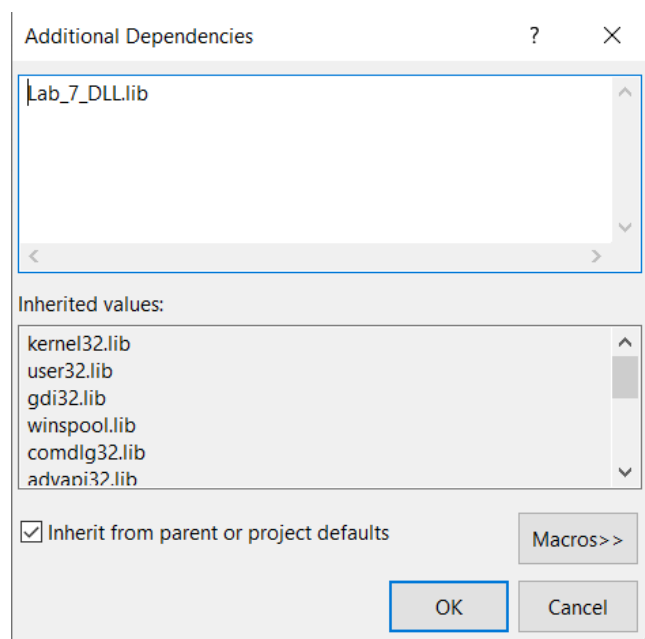 Additional Dependencies ? ×
Lab_7_DLL.lib
Inherited values:
kernel32.lib
user32.lib
gdi32.lib
winspool.lib
comdlg32.lib
advapi32.lib
Inherit from parent or project defaults
Macros>>
OK Cancel